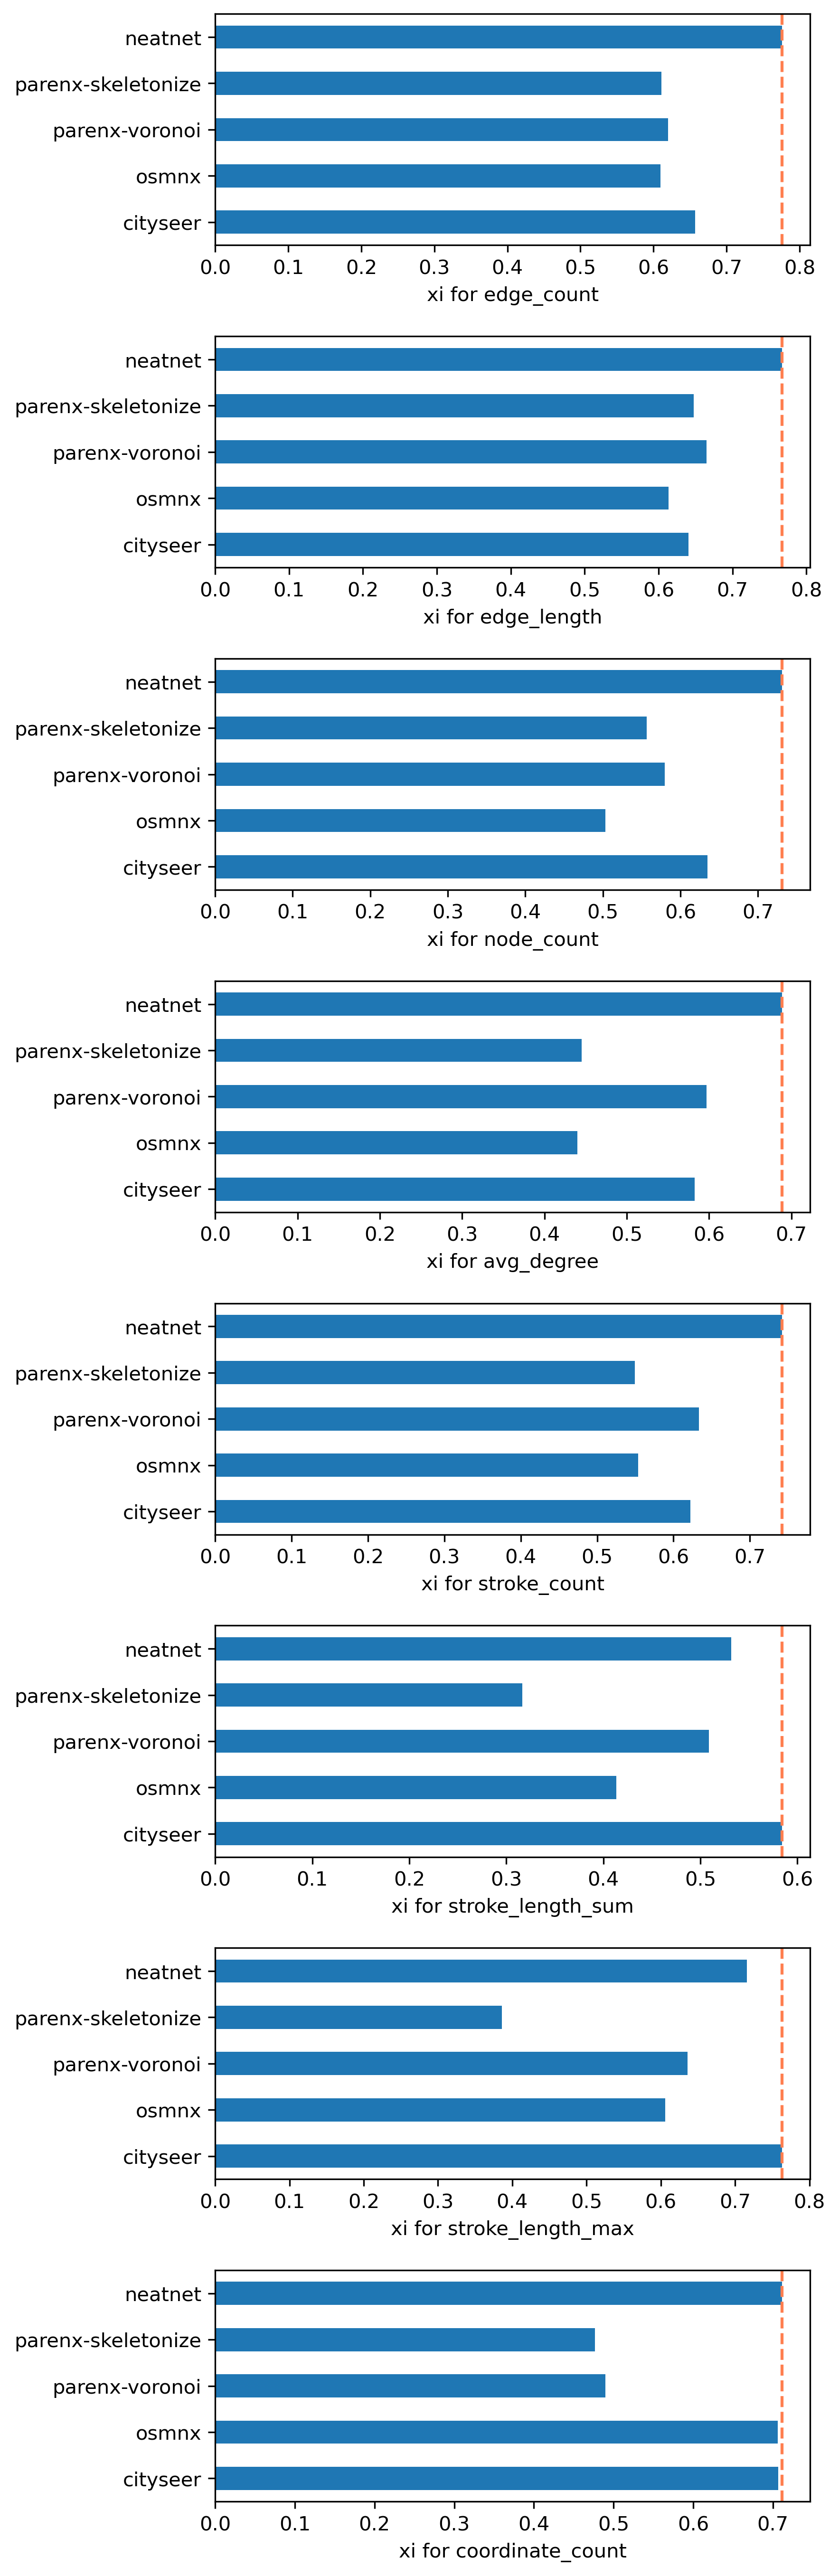 neatnet
parenx-skeletonize
parenx-voronoi
osmnx
cityseer
0.0 0.1 0.2 0.3 0.4 0.5 0.6 0.7 0.8
xi for edge_count
neatnet
parenx-skeletonize
parenx-voronoi
osmnx
cityseer
0.0 0.1 0.2 0.3 0.4 0.5 0.6 0.7 0.8
xi for edge_length
neatnet
parenx-skeletonize
parenx-voronoi
osmnx
cityseer
0.0 0.1 0.2 0.3 0.4 0.5 0.6 0.7
xi for node_count
neatnet
parenx-skeletonize
parenx-voronoi
osmnx
cityseer
0.0 0.1 0.2 0.3 0.4 0.5 0.6 0.7
xi for avg_degree
neatnet
parenx-skeletonize
parenx-voronoi
osmnx
cityseer
0.0 0.1 0.2 0.3 0.4 0.5 0.6 0.7
xi for stroke_count
neatnet
parenx-skeletonize
parenx-voronoi
osmnx
cityseer
0.0 0.1 0.2 0.3 0.4 0.5 0.6
xi for stroke_length_sum
neatnet
parenx-skeletonize
parenx-voronoi
osmnx
cityseer
0.0 0.1 0.2 0.3 0.4 0.5 0.6 0.7 0.8
xi for stroke_length_max
neatnet
parenx-skeletonize
parenx-voronoi
osmnx
cityseer
0.0 0.1 0.2 0.3 0.4 0.5 0.6 0.7
xi for coordinate_count